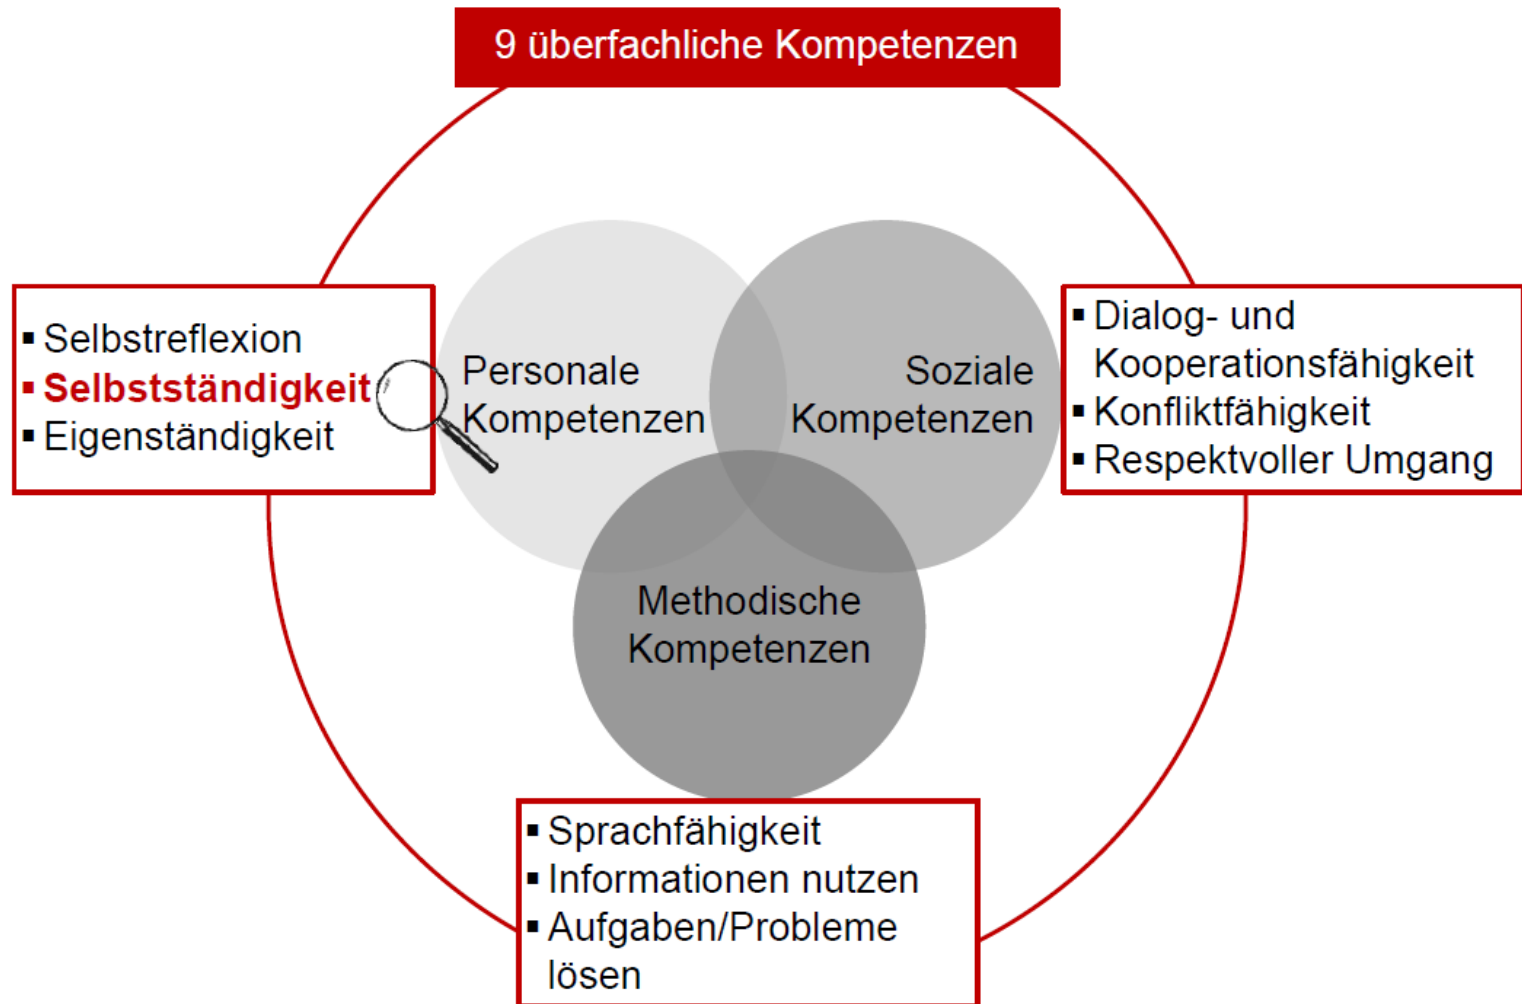 9 überfachliche Kompetenzen
▪ Selbstreflexion
▪ Selbstständigkeit
▪ Eigenständigkeit
Personale
Kompetenzen
Soziale
Kompetenzen
▪ Dialog- und
Kooperationsfähigkeit
▪ Konfliktfähigkeit
▪ Respektvoller Umgang
Methodische
Kompetenzen
▪ Sprachfähigkeit
▪ Informationen nutzen
▪ Aufgaben/Probleme
lösen